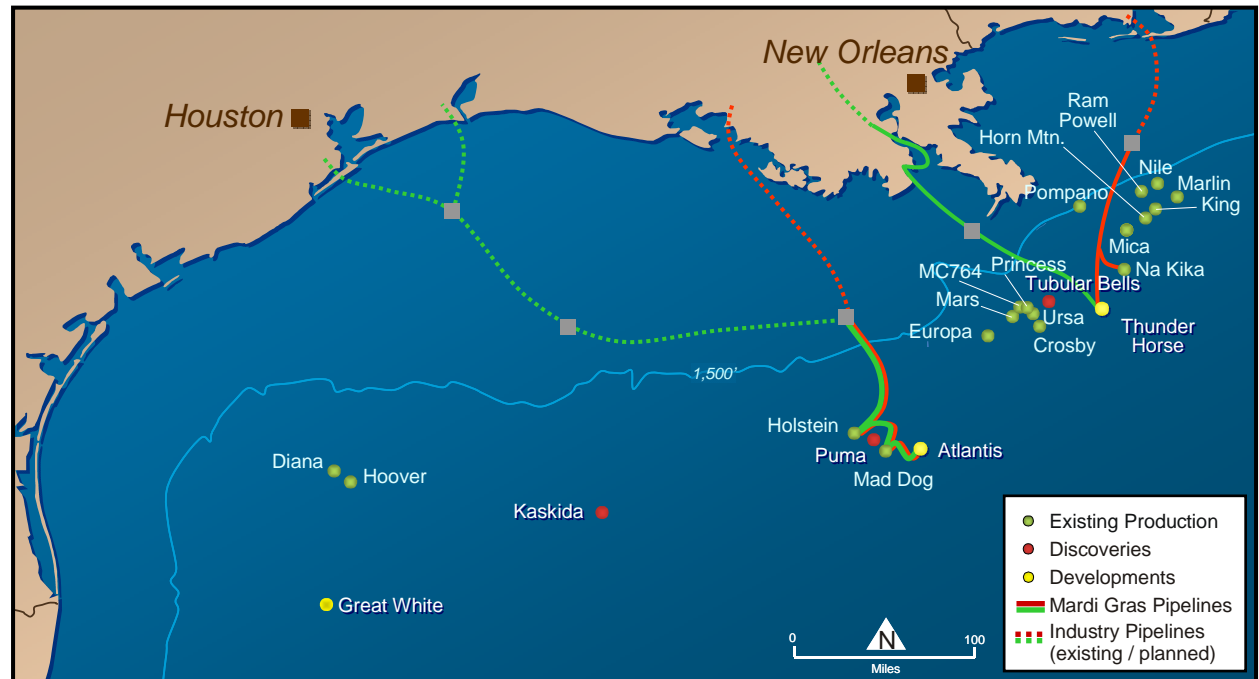 New Orleans
Houston
Ram
Powell
Horn Mtn.
Nile
Marlin
King
Pompano
Mica
Princess
Na Kika
MC764
Tubular Bells
Mars
Ursa
Europa
Crosby
Thunder
Horse
1,500'
Holstein
Puma
Atlantis
Mad Dog
Diana
Hoover
Kaskida
Great White
Existing Production
Discoveries
Developments
Mardi Gras Pipelines
Industry Pipelines
(existing / planned)
0
N
100
Miles